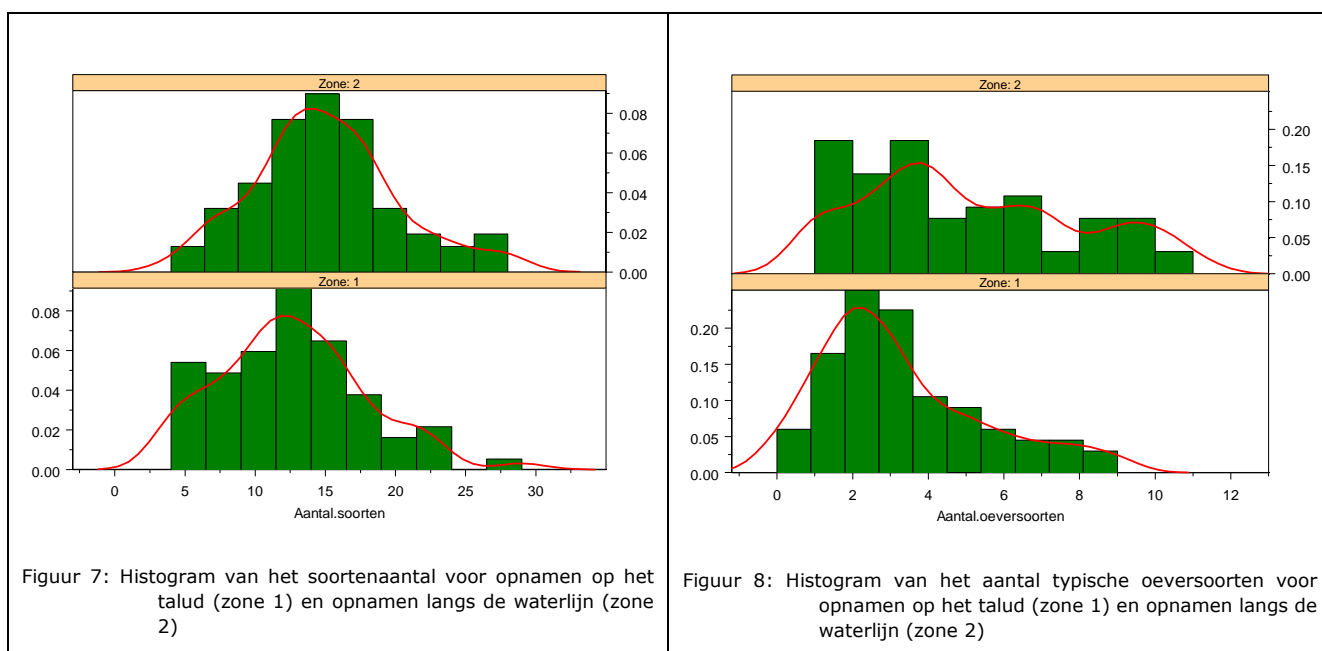 Zone: 2
0.08
0.06
0.04
0.02
0.00
Zone: 1
0.08
0.06
0.04
0.02
0.00
0 5 10 15 20 25 30
Aantal.soorten
Figuur 7: Histogram van het soortenaantal voor opnamen op het
talud (zone 1) en opnamen langs de waterlijn (zone
2)
Zone: 2
0.20
0.15
0.10
0.05
0.00
Zone: 1
0.20
0.15
0.10
0.05
0.00
0 2 4 6 8 10 12
Aantal.oeversoorten
Figuur 8: Histogram van het aantal typische oeversoorten voor
opnamen op het talud (zone 1) en opnamen langs de
waterlijn (zone 2)